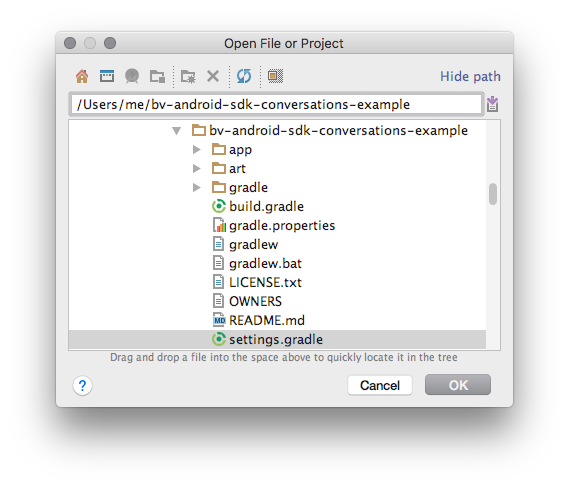 Open File or Project
Hide path
/Users/me/bv-android-sdk-conversations-example
bv-android-sdk-conversations-example
app
art
gradle
build.gradle
gradle.properties
gradlew
gradlew.bat
LICENSE.txt
OWNERS
MD README.md
settings.gradle
Drag and drop a file into the space above to quickly locate it in the tree
? Cancel OK